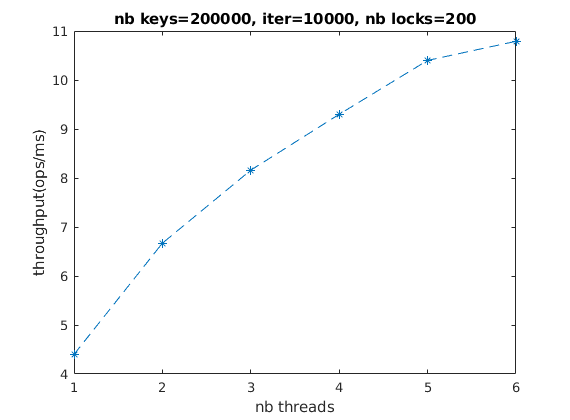 nb keys=200000, iter=10000, nb locks=200
11
10
9
8
7
6
5
4
throughput(ops/ms)
1 2 3 4 5 6
nb threads